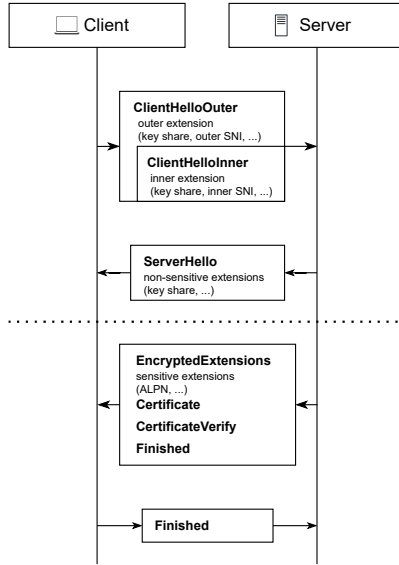 Client
Server
ClientHelloOuter
outer extension
(key share, outer SNI, ...)
ClientHelloInner
inner extension
(key share, inner SNI, ...)
ServerHello
non-sensitive extensions
(key share, ...)
EncryptedExtensions
sensitive extensions
(ALPN, ...)
Certificate
CertificateVerify
Finished
Finished